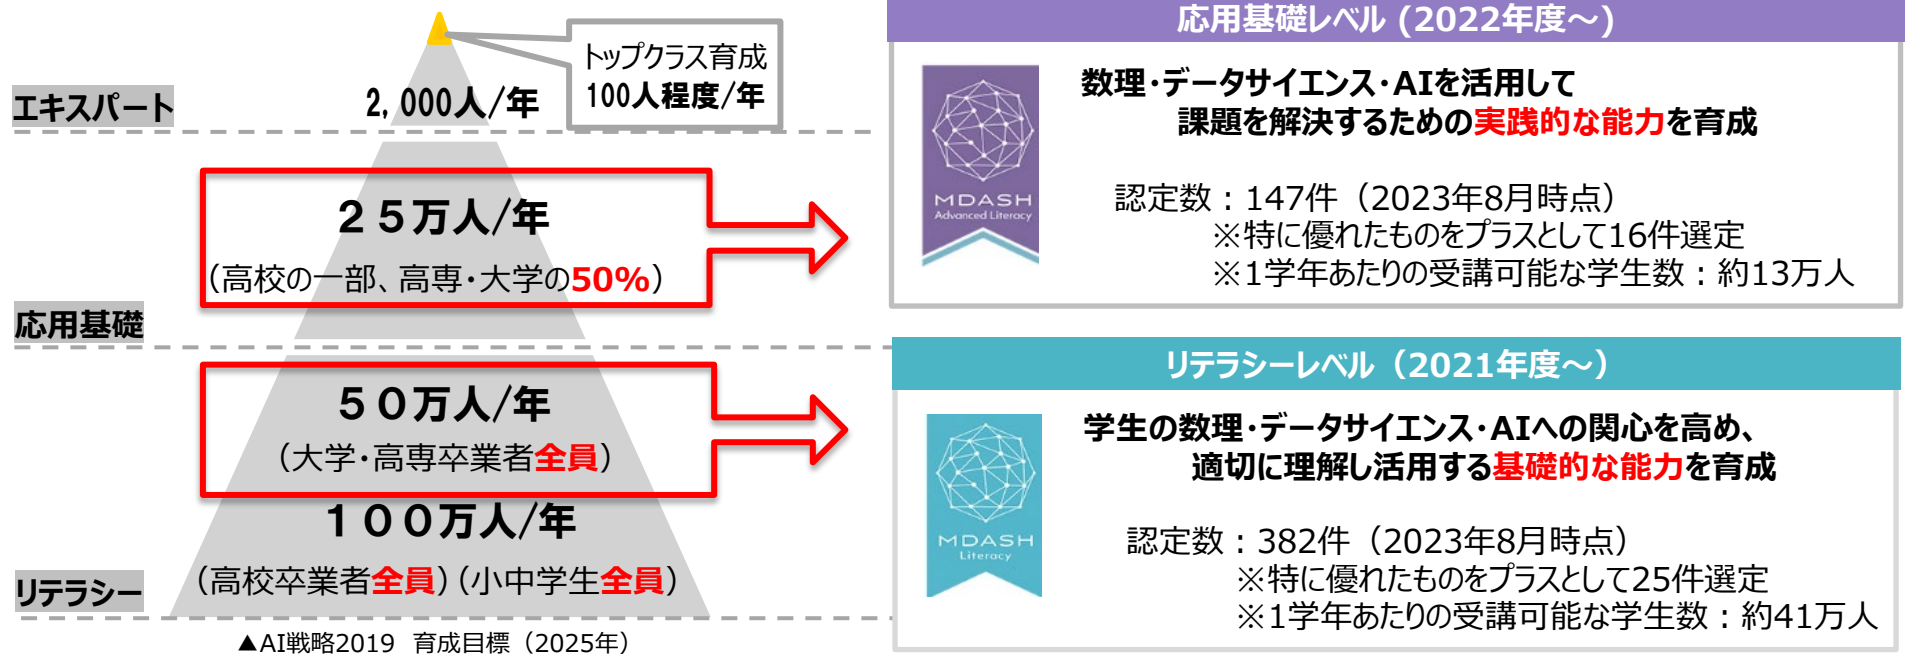 トップクラス育成
100人程度/年
エキスパート
2,000人/年
25万人/年
(高校の一部、高専・大学の50%)
応用基礎
50万人/年
(大学・高専卒業者全員)
100万人/年
(高校卒業者全員)(小中学生全員)
リテラシー
▲AI戦略2019 育成目標（2025年）
応用基礎レベル (2022年度～)
数理・データサイエンス・AIを活用して
課題を解決するための実践的な能力を育成
MDASH
Advanced Literacy
認定数：147件（2023年8月時点）
※特に優れたものをプラスとして16件選定
※1学年あたりの受講可能な学生数：約13万人
リテラシーレベル（2021年度～）
学生の数理・データサイエンス・AIへの関心を高め、
適切に理解し活用する基礎的な能力を育成
MDASH
Literacy
認定数：382件（2023年8月時点）
※特に優れたものをプラスとして25件選定
※1学年あたりの受講可能な学生数：約41万人